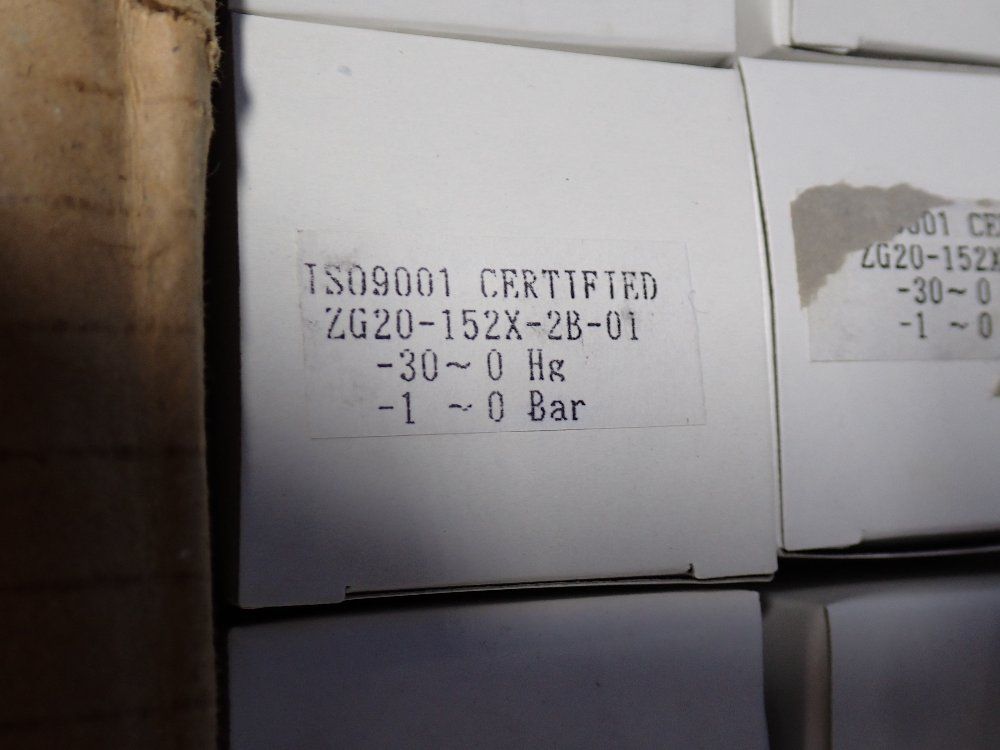 ISO9001 CERTIFIED
ZG20-152X-2B-01
-30~ 0 Hg
-1 ~0 Bar
ZG20-152X
-30~ 0
-1 ~0